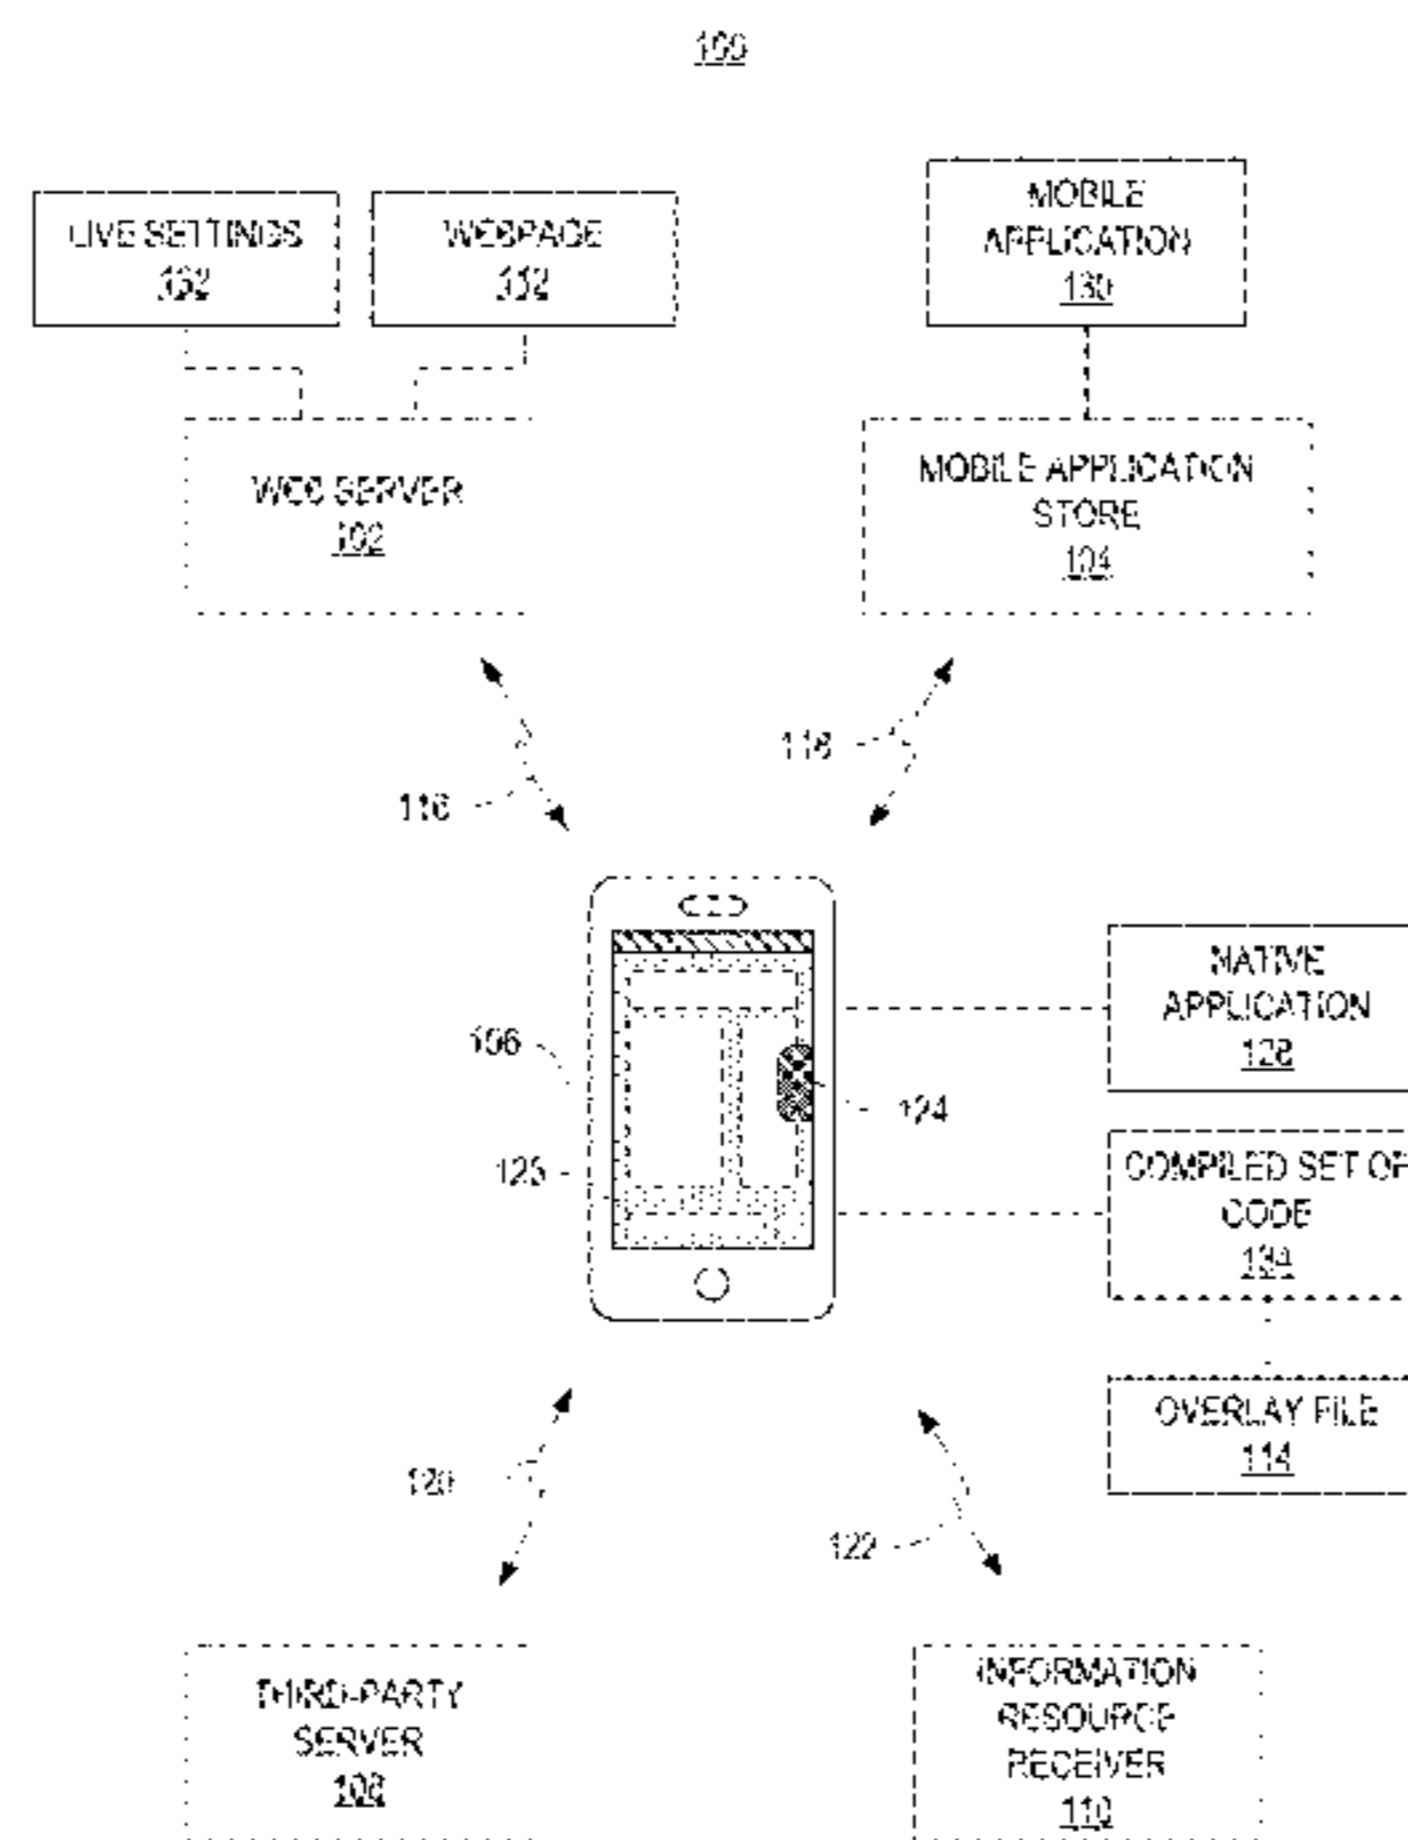 100
LIVE SETTINGS
WEBPAGE
112
MOBILE
APPLICATION
130
WEB SERVER
102
MOBILE APPLICATION
STORE
104
118
116
NATIVE
APPLICATION
128
106
124
COMPILED SET OF
CODE
134
OVERLAY FILE
114
120
122
THIRD-PARTY
SERVER
108
INFORMATION
RESOURCE
RECEIVER
110